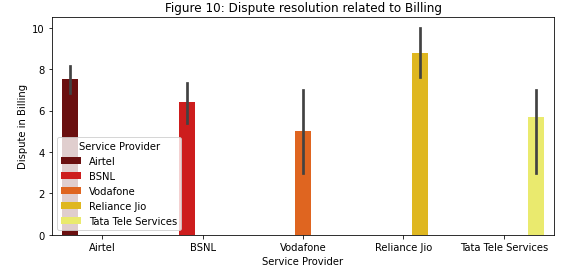 Figure 10: Dispute resolution related to Billing
10
8
6
4
2
0
Dispute in Billing
Service Provider
Airtel
BSNL
Vodafone
Reliance Jio
Tata Tele Services
Airtel BSNL Vodafone Reliance Jio Tata Tele Services
Service Provider